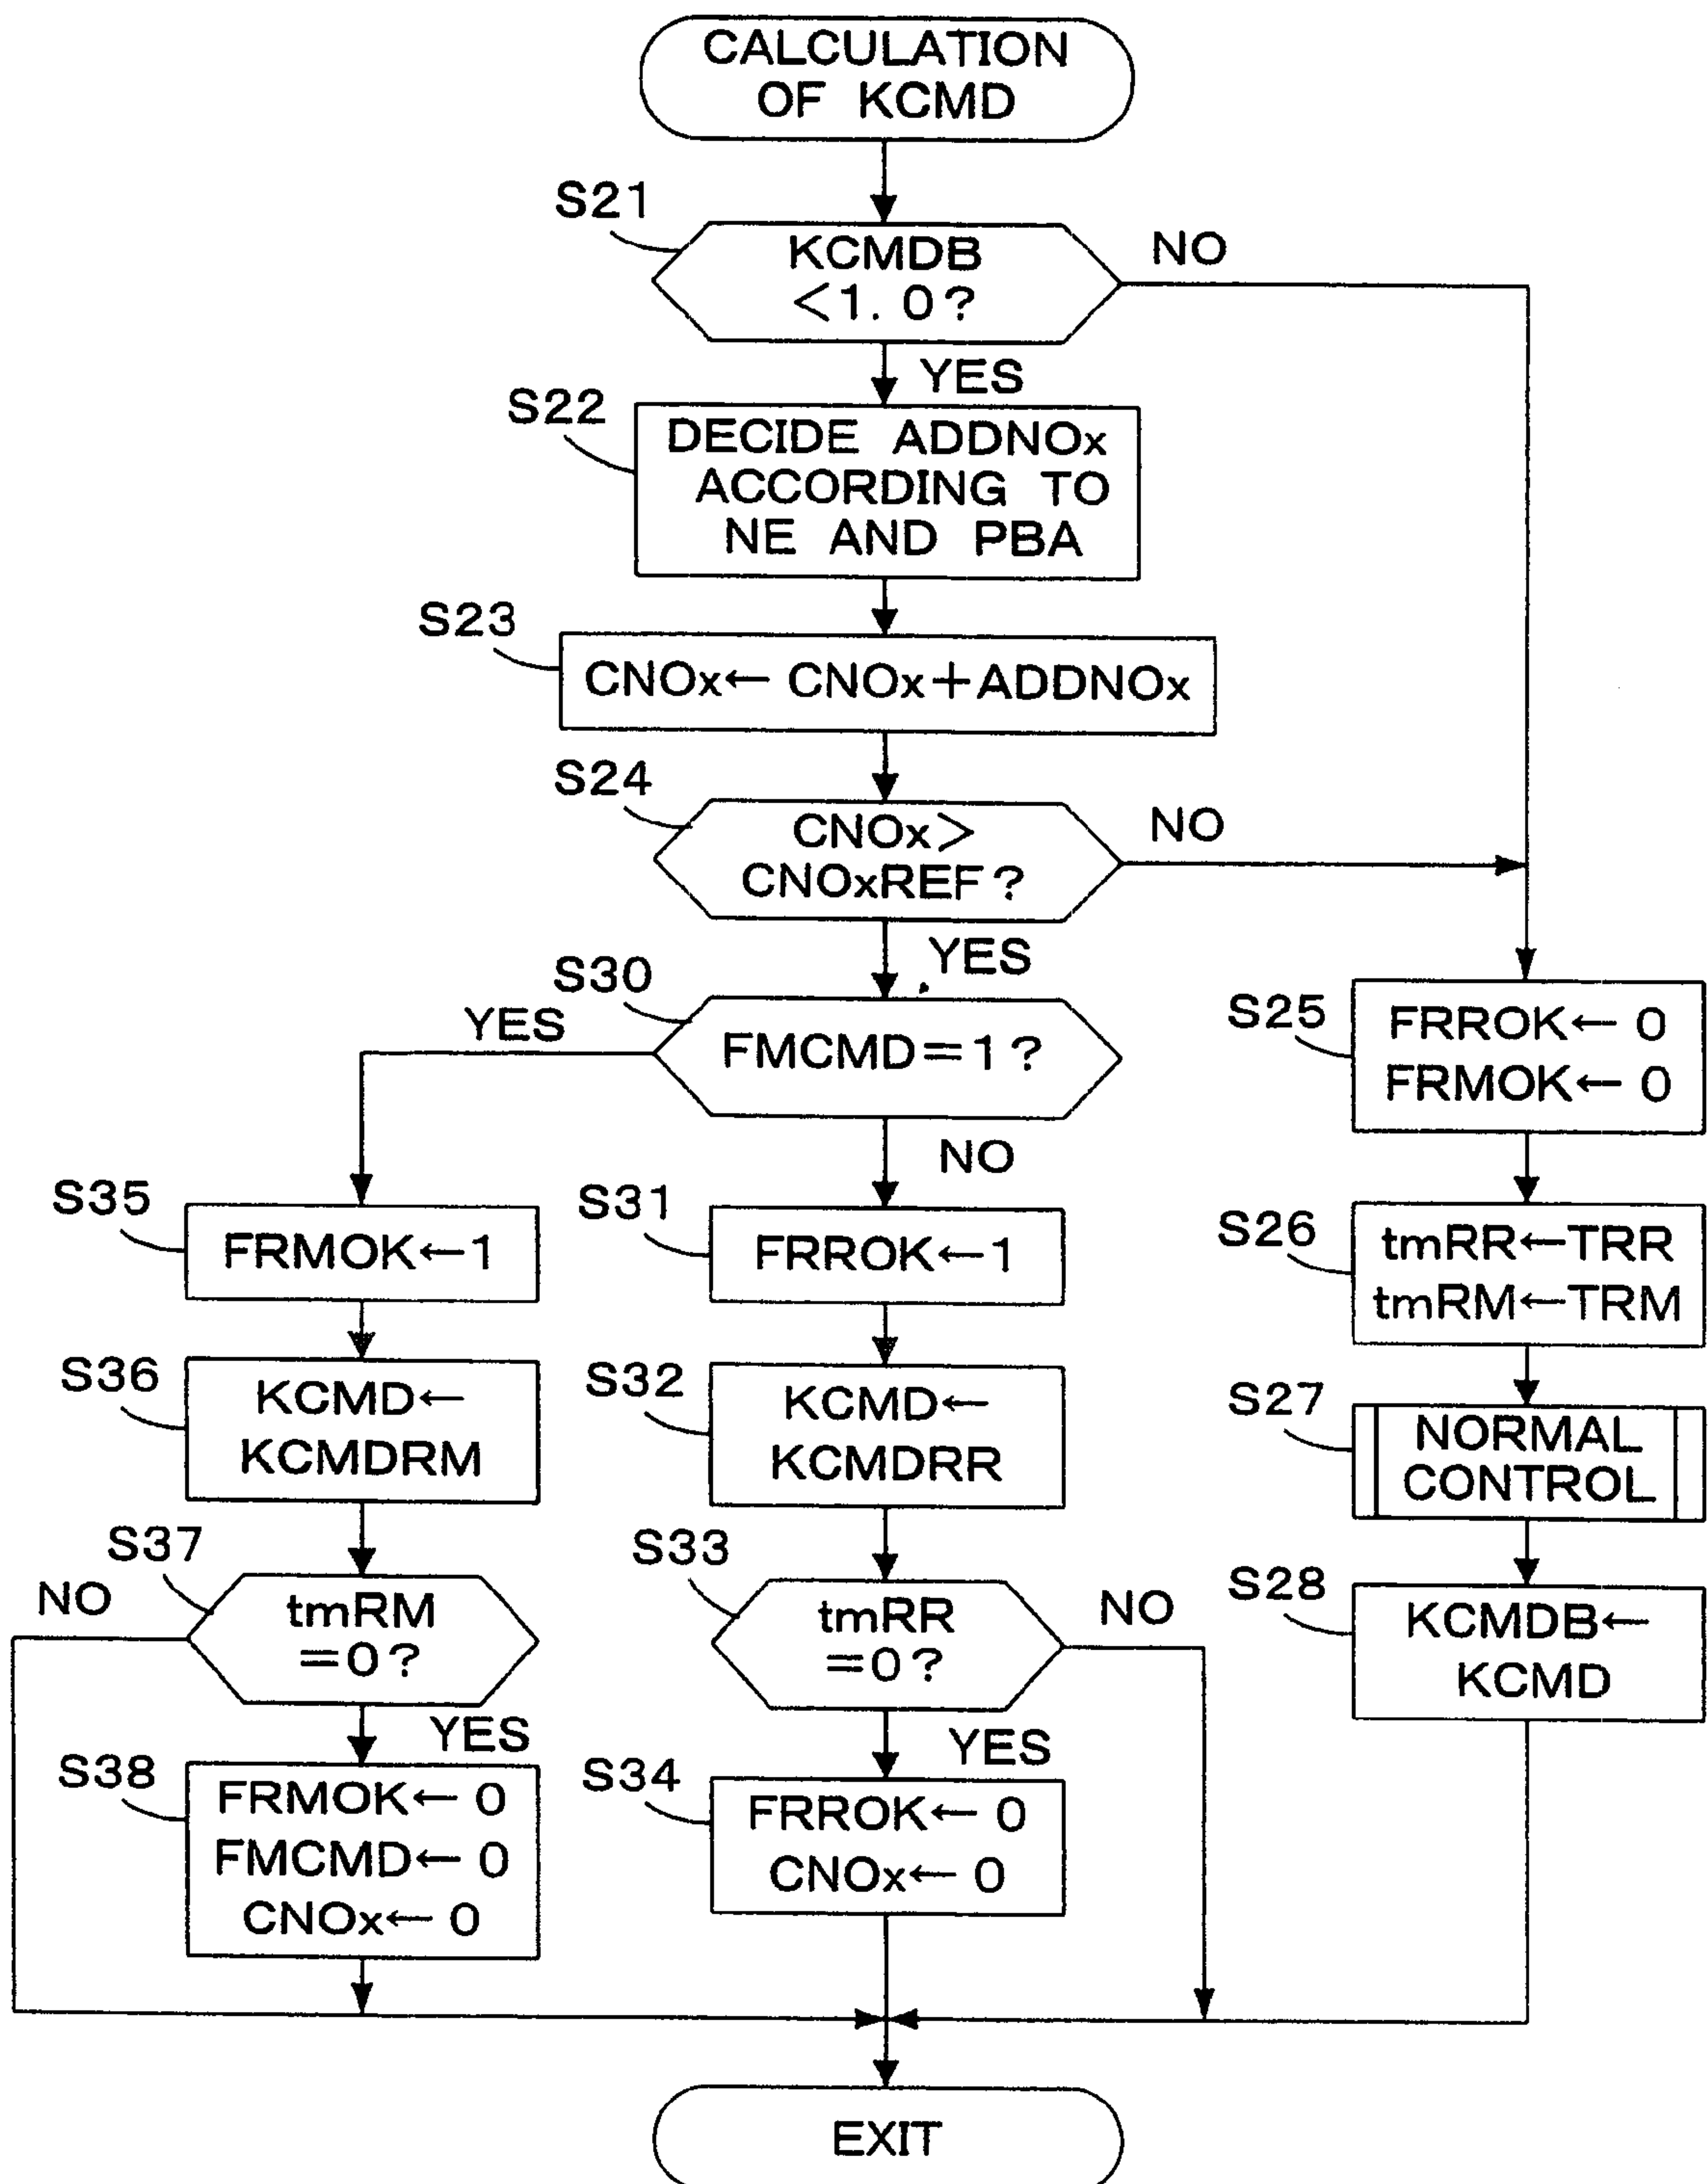 CALCULATION
OF KCMD
S21
KCMDB
<1. 0?
NO
YES
S22
DECIDE ADDNOx
ACCORDING TO
NE AND PBA
S23
CNOx← CNOx+ADDNOx
S24
CNOx>
CNOxREF?
NO
YES
S30
FMCMD=1?
YES
NO
S25
FRROK← 0
FRMOK← 0
S35
FRMOK←1
S31
FRROK←1
S26
tmRR←TRR
tmRM←TRM
S36
KCMD←
KCMDRM
S32
KCMD←
KCMDRR
S27
NORMAL
CONTROL
S37
tmRM
=0?
NO
YES
S33
tmRR
=0?
NO
YES
S28
KCMDB←
KCMD
S38
FRMOK← 0
FMCMD← 0
CNOx← 0
S34
FRROK← 0
CNOx← 0
EXIT